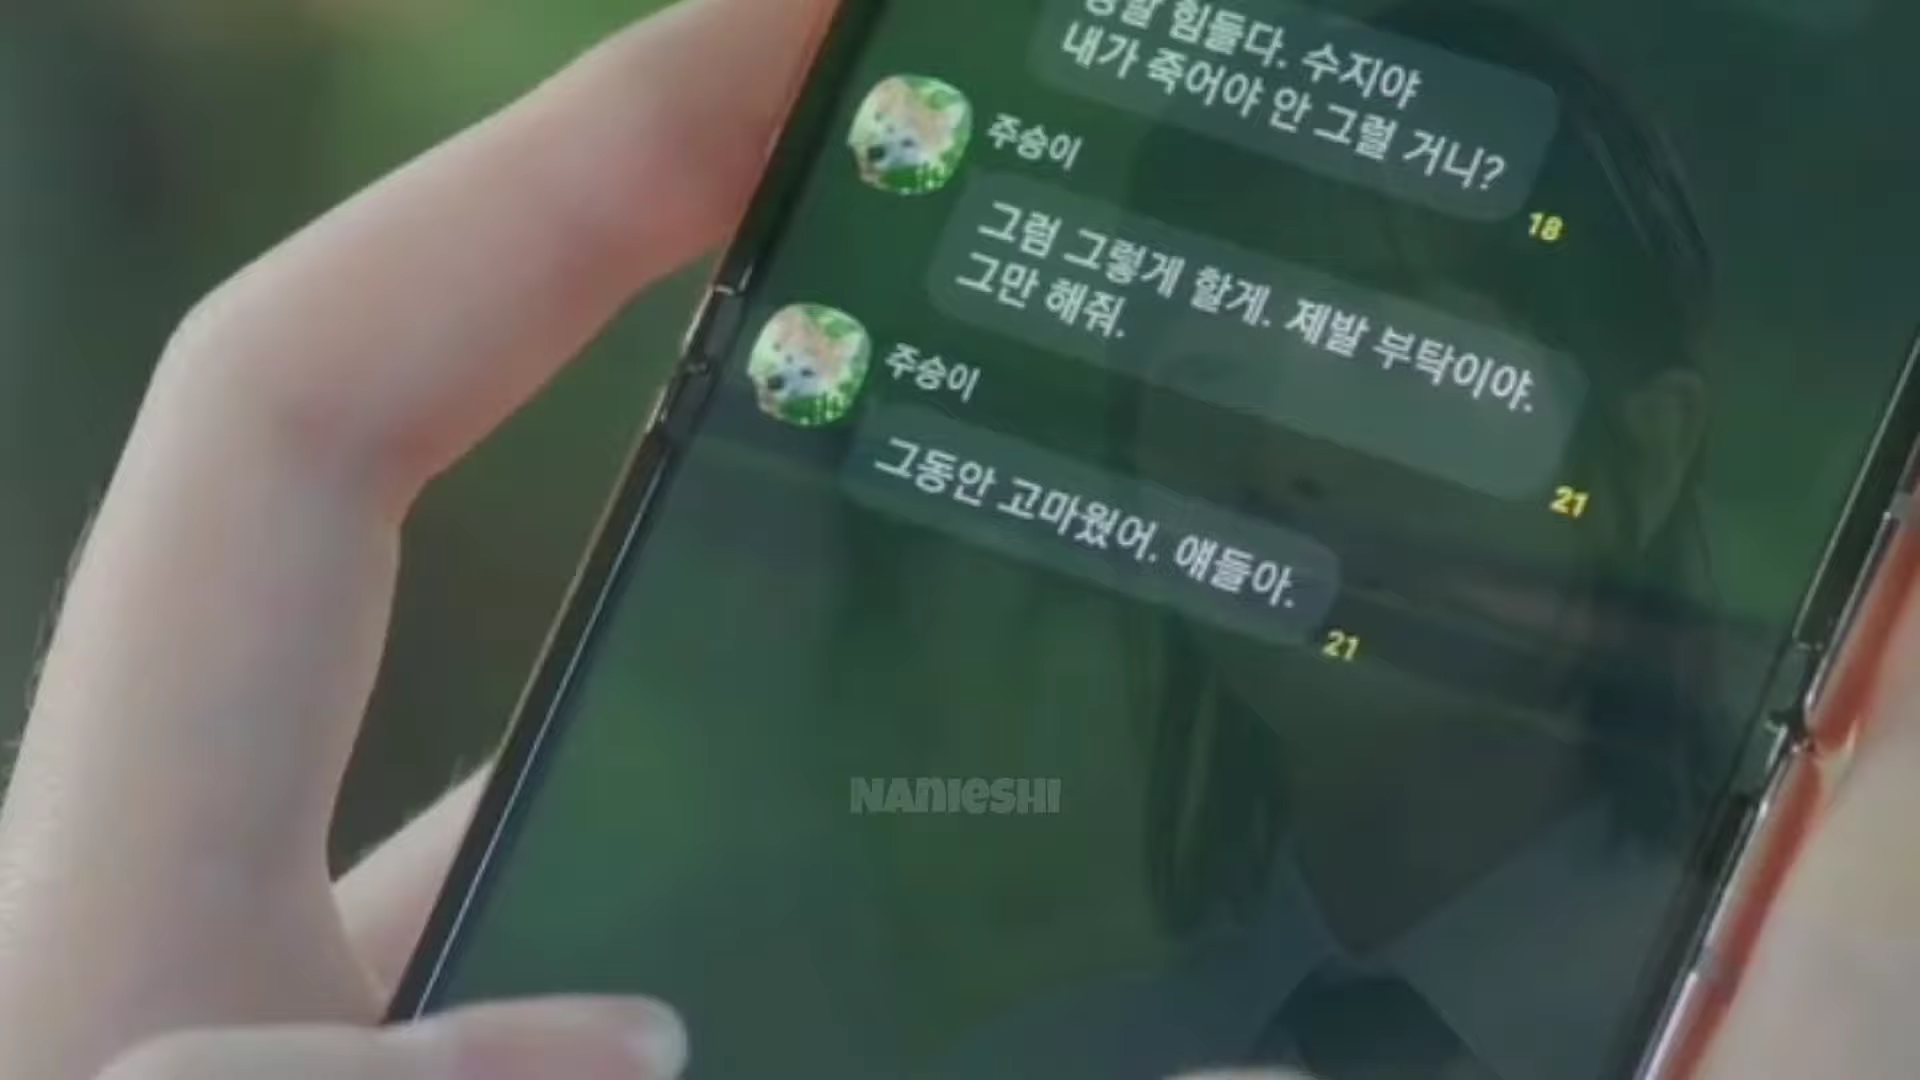 힘들다. 수지야
내가 죽어야 안 그럴 거니?
18
주승이
그럼 그렇게 할게. 제발 부탁이야.
그만 해줘.
21
주승이
그동안 고마웠어. 얘들아.
21
NANIESHI